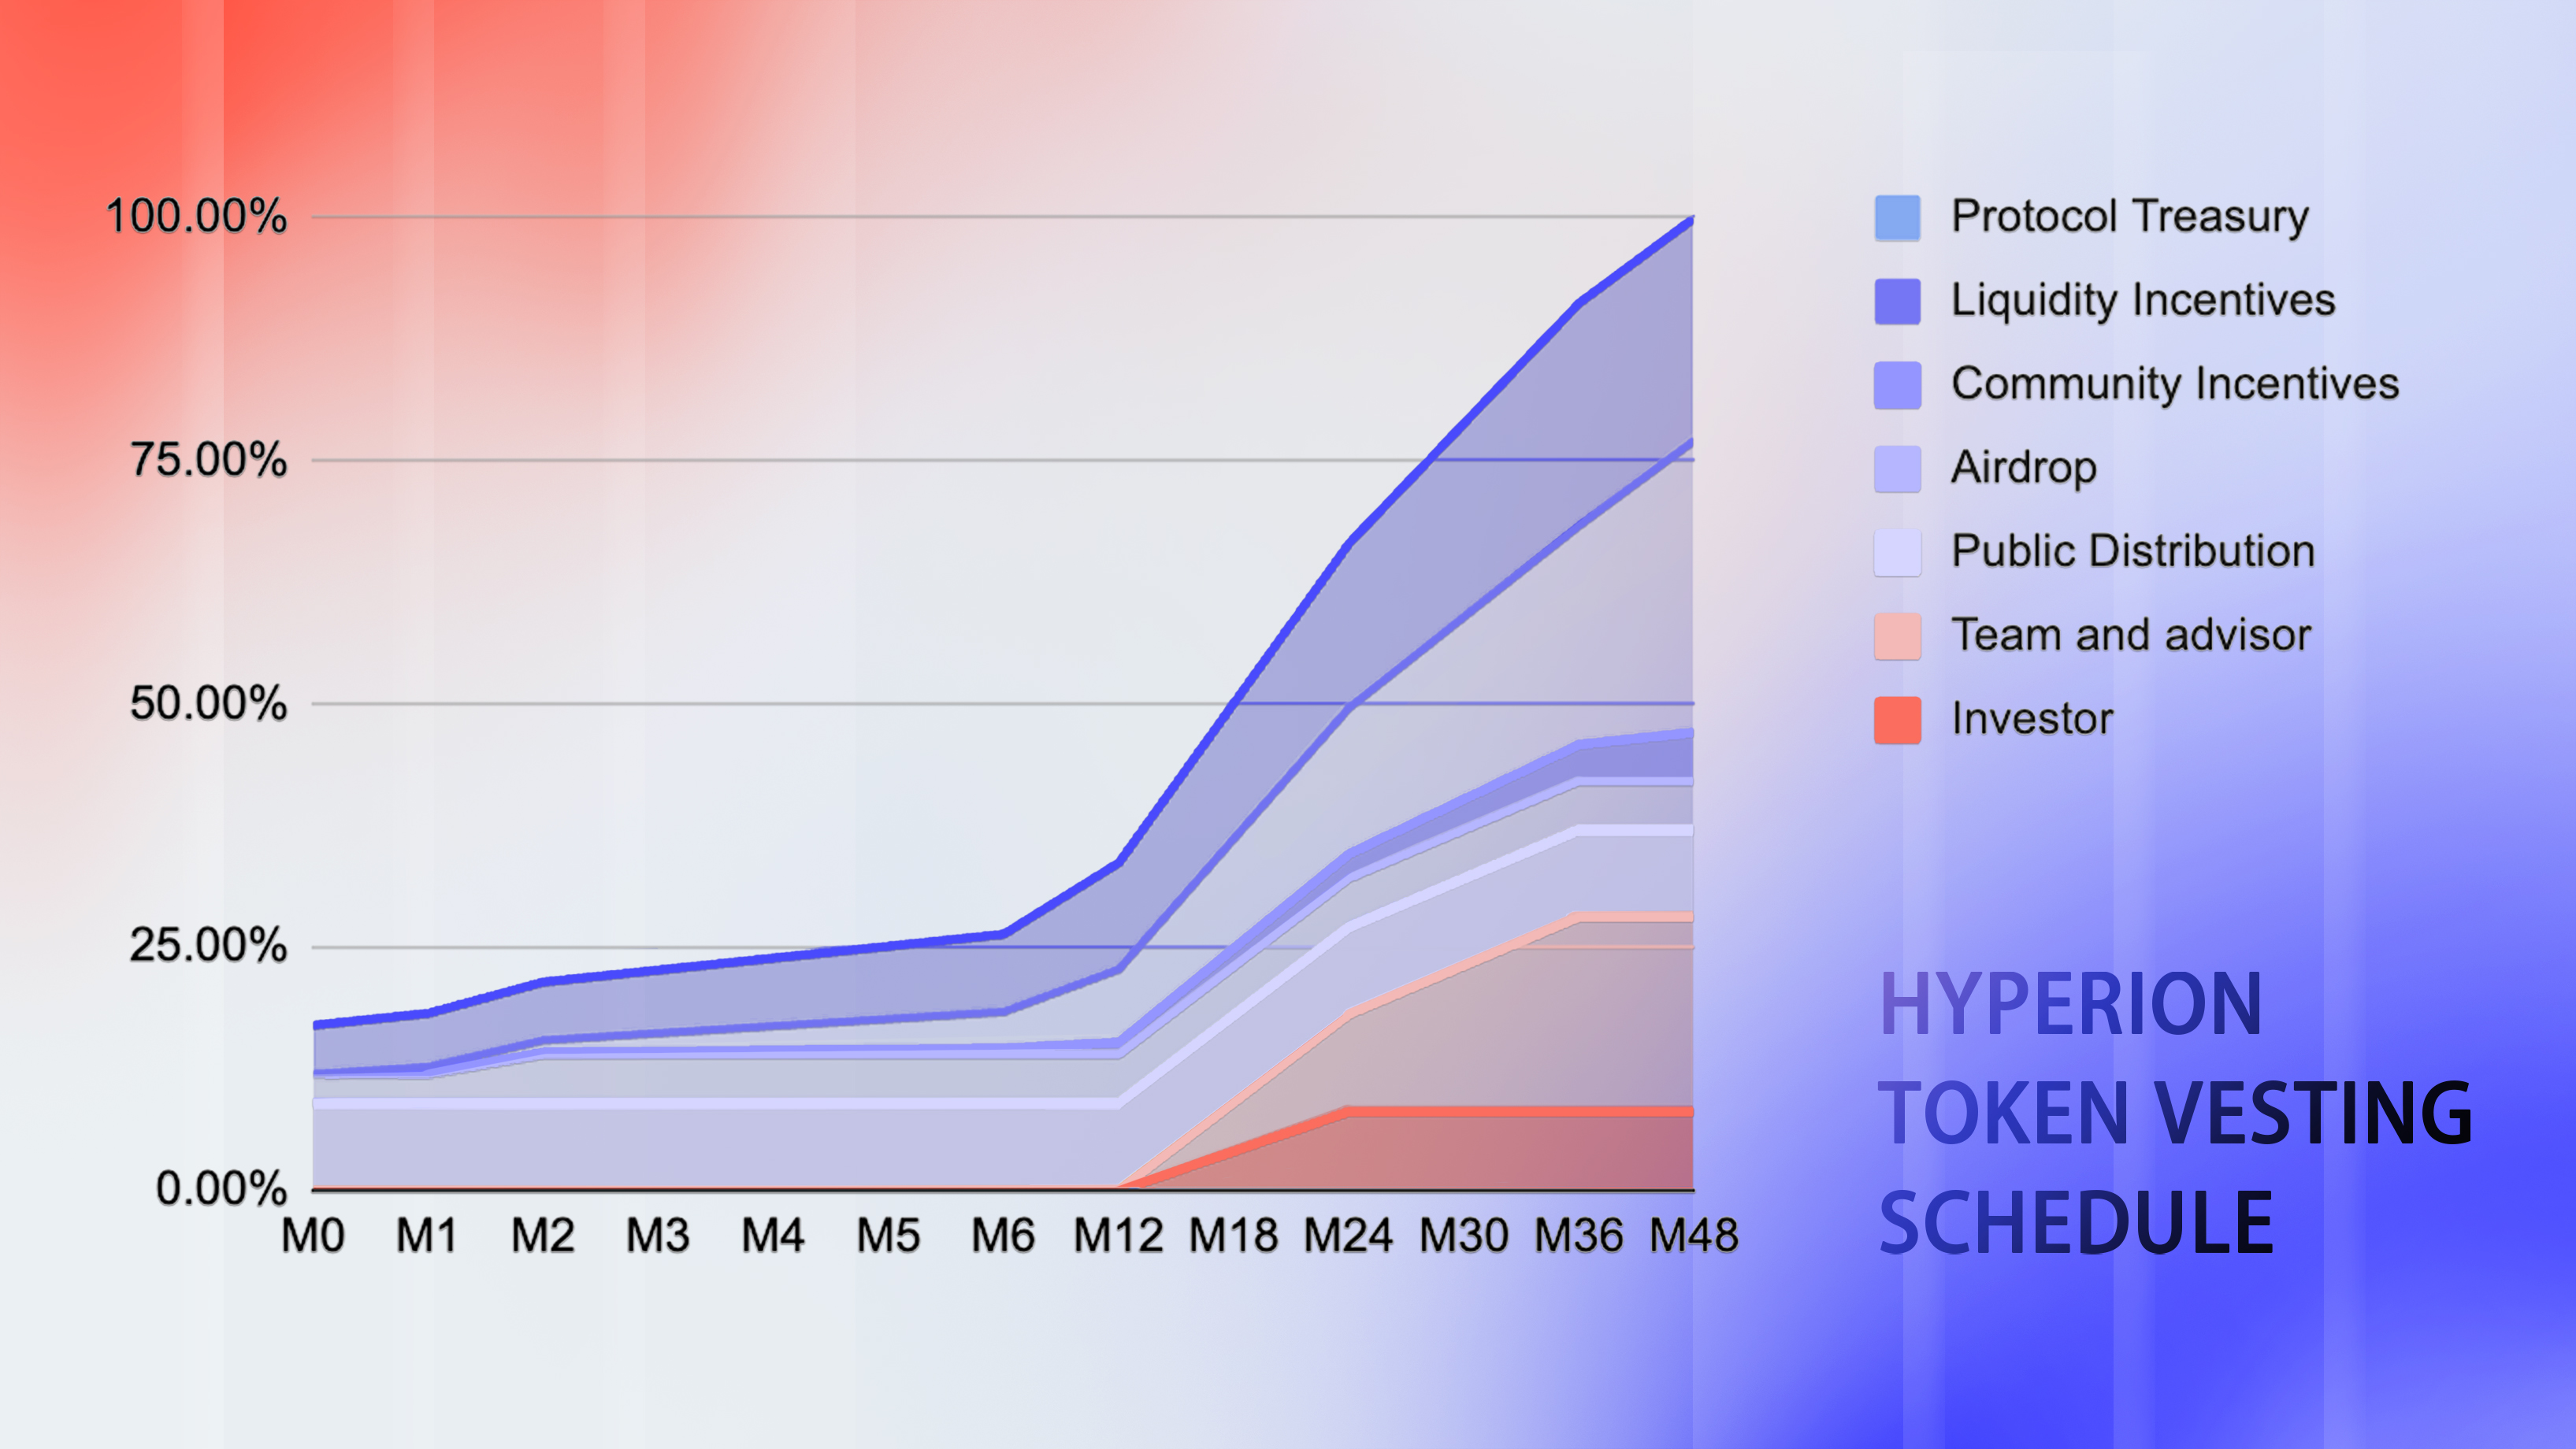 100.00%
75.00%
50.00%
25.00%
0.00%
M0 M1 M2 M3 M4 M5 M6 M12 M18 M24 M30 M36 M48
Protocol Treasury
Liquidity Incentives
Community Incentives
Airdrop
Public Distribution
Team and advisor
Investor
HYPERION
TOKEN VESTING
SCHEDULE